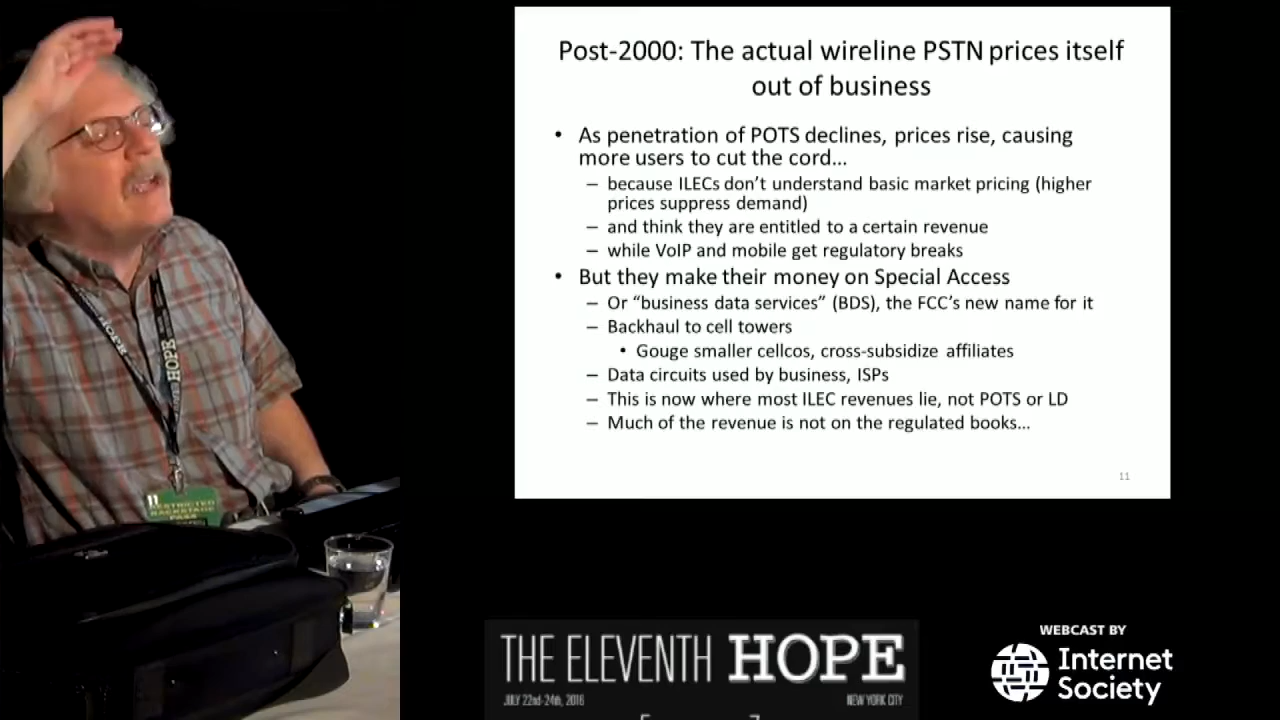 Post-2000: The actual wireline PSTN prices itself
out of business
• As penetration of POTS declines, prices rise, causing
more users to cut the cord…
– because ILECs don’t understand basic market pricing (higher
prices suppress demand)
– and think they are entitled to a certain revenue
– while VoIP and mobile get regulatory breaks
• But they make their money on Special Access
– Or “business data services” (BDS), the FCC’s new name for it
– Backhaul to cell towers
• Gouge smaller cellcos, cross-subsidize affiliates
– Data circuits used by business, ISPs
– This is now where most ILEC revenues lie, not POTS or LD
– Much of the revenue is not on the regulated books…
11
HOPE
RESTRICTED
BACKSTAGE
PASS
THE ELEVENTH HOPE
JULY 22nd-24th, 2016 NEW YORK CITY
WEBCAST BY
Internet
Society